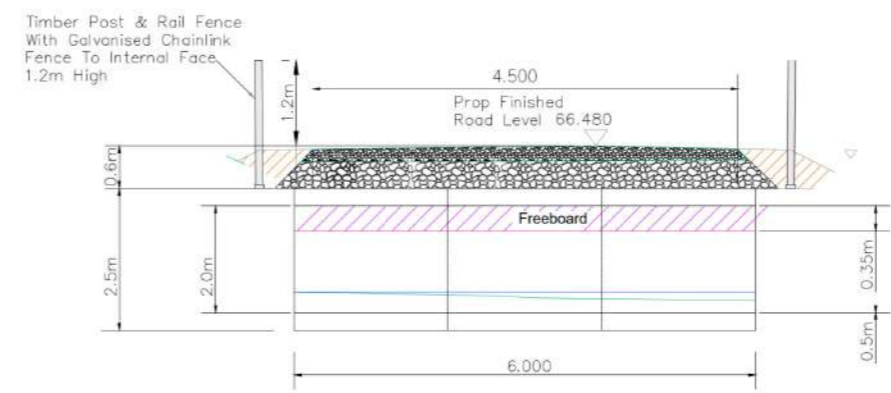 Timber Post & Rail Fence
With Galvanised Chainlink
Fence To Internal Face
1.2m High
4.500
1.2m
Prop Finished
Road Level 66.480
0.6m
Freeboard
2.5m
2.0m
0.35m
0.5m
6.000